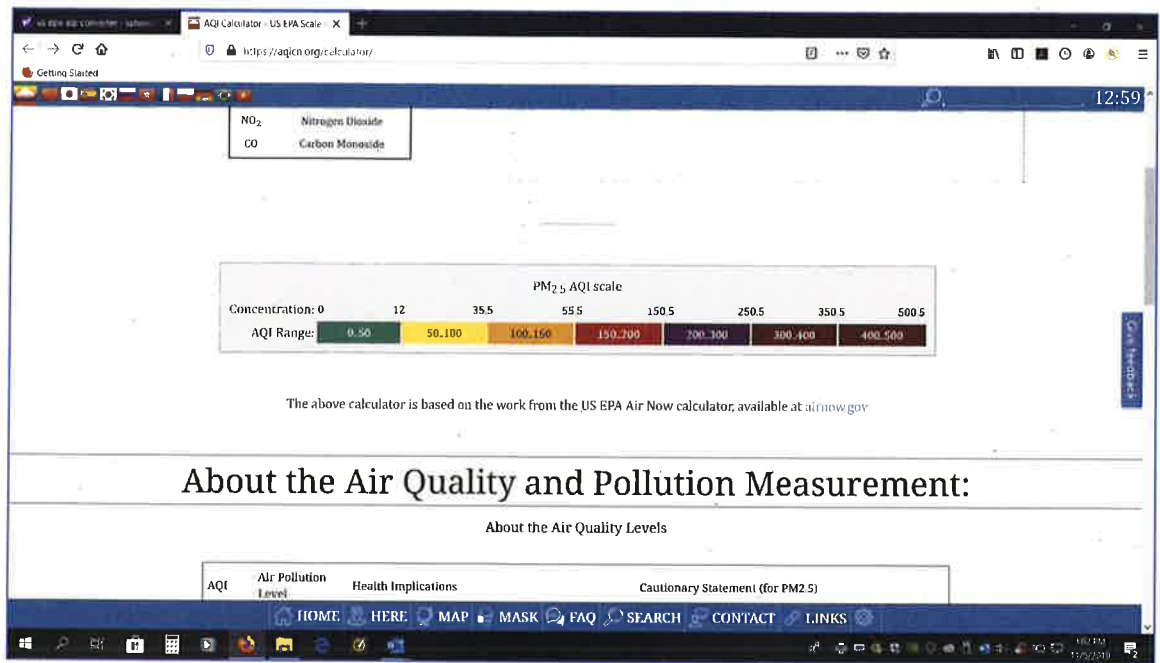 AQI Calculator - US EPA Scale
https://aqicn.org/calculator/
Getting Started
12:59
NO2 Nitrogen Dioxide
CO Carbon Monoxide
PM2.5 AQI scale
Concentration: 0 12 35.5 55.5 150.5 250.5 350.5 500.5
AQI Range: 0..50 50..100 100..150 150..200 200..300 300..400 400..500
Give feedback
The above calculator is based on the work from the US EPA Air Now calculator, available at airnow.gov
About the Air Quality and Pollution Measurement:
About the Air Quality Levels
AQI Air Pollution Level Health Implications Cautionary Statement (for PM2.5)
HOME HERE MAP MASK FAQ SEARCH CONTACT LINKS